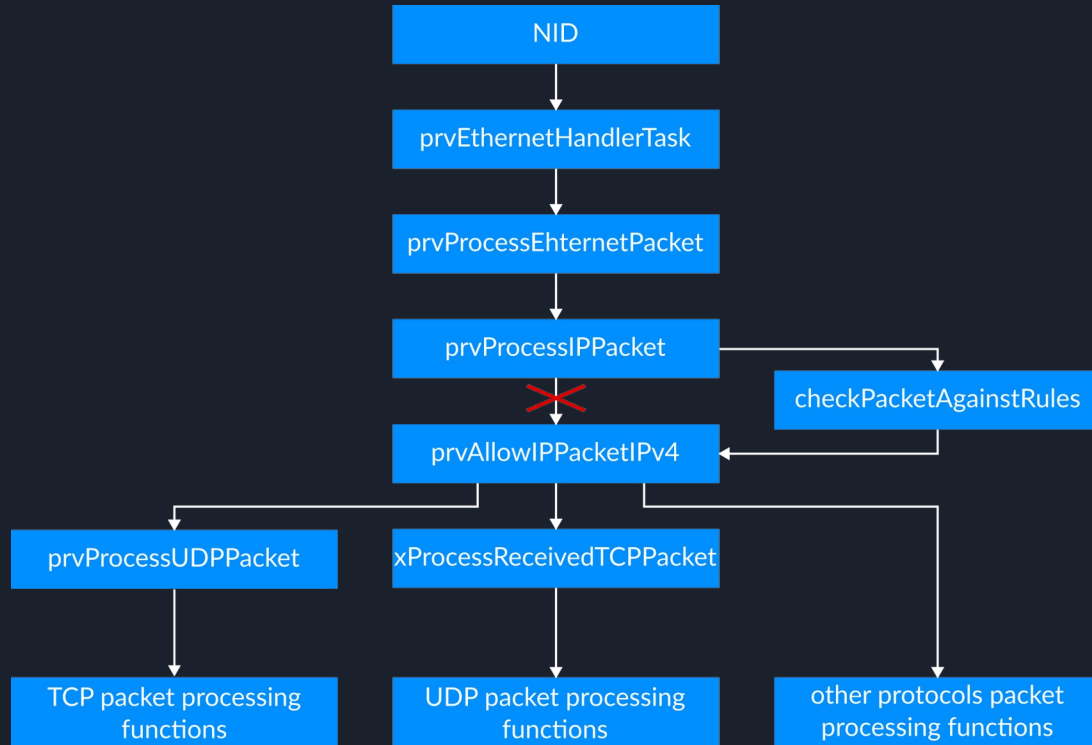 NID
prvEthernetHandlerTask
prvProcessEhternetPacket
prvProcessIPPacket
checkPacketAgainstRules
prvAllowIPPacketIPv4
prvProcessUDPPacket
xProcessReceivedTCPPacket
TCP packet processing
functions
UDP packet processing
functions
other protocols packet
processing functions